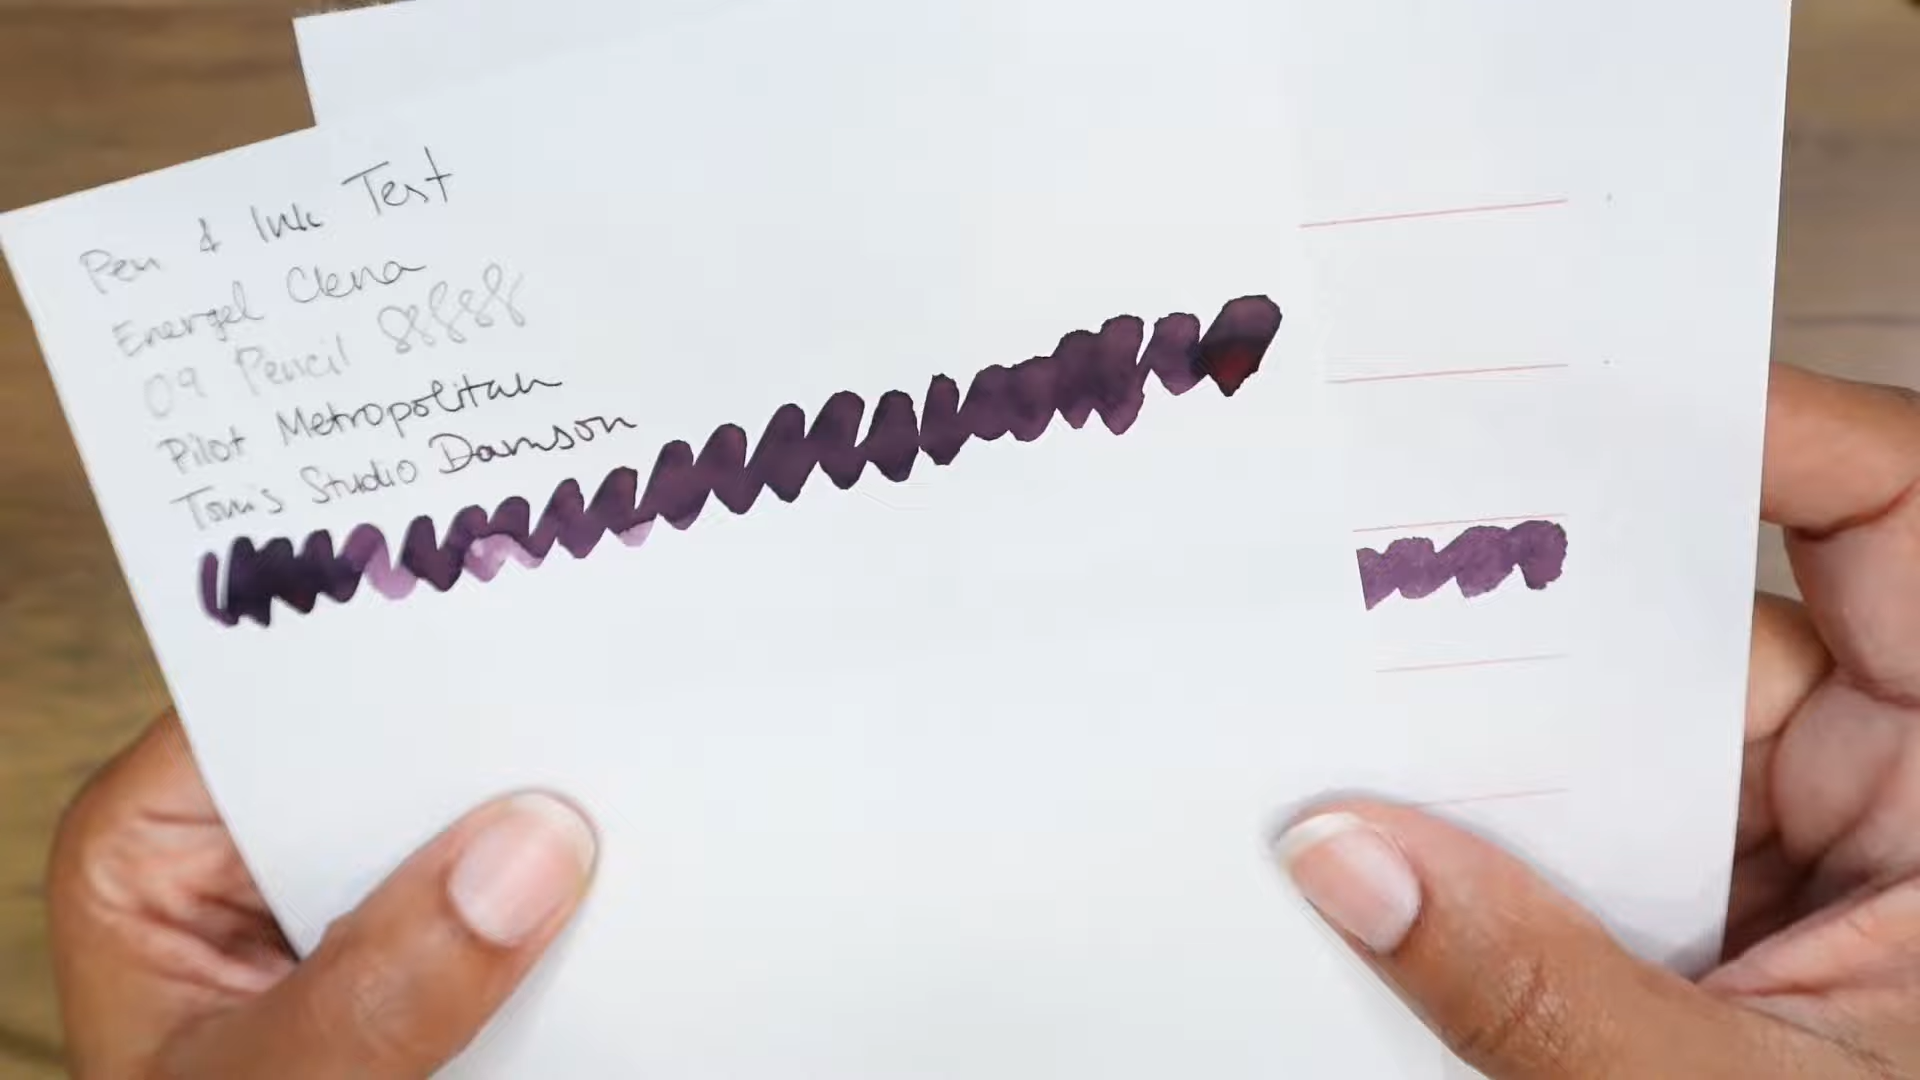 Pen & Ink Test
Energel Clena
09 Pencil 88888
Pilot Metropolitan
Tom's Studio Damson